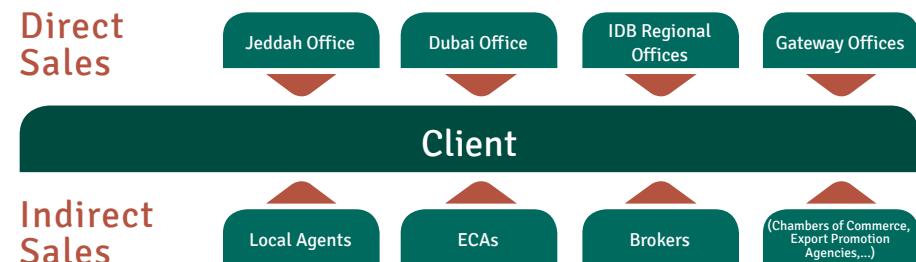 Direct
Sales
Jeddah Office
Dubai Office
IDB Regional
Offices
Gateway Offices
Client
Indirect
Sales
Local Agents
ECAs
Brokers
(Chambers of Commerce,
Export Promotion
Agencies,...)